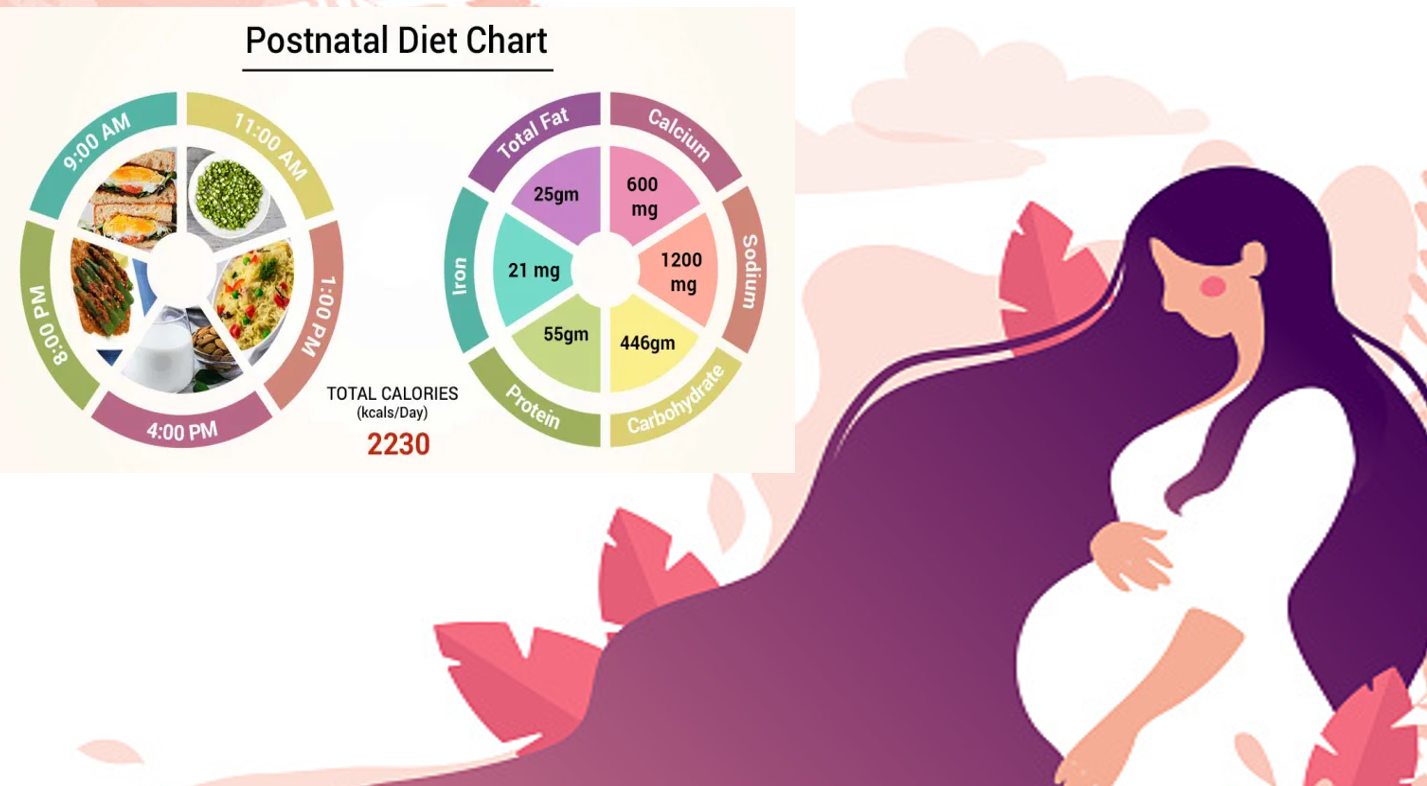 Postnatal Diet Chart
9:00 AM
11:00 AM
1:00 PM
4:00 PM
8:00 PM
TOTAL CALORIES
(kcals/Day)
2230
Total Fat
25gm
Calcium
600
mg
Sodium
1200
mg
Carbohydrate
446gm
Protein
55gm
Iron
21 mg